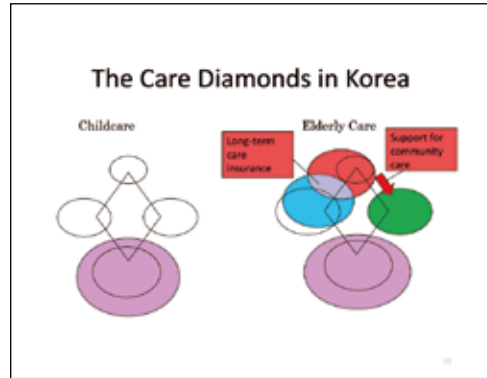 The Care Diamonds in Korea
Childcare
Elderly Care
Long-term
care
insurance
Support for
community
care